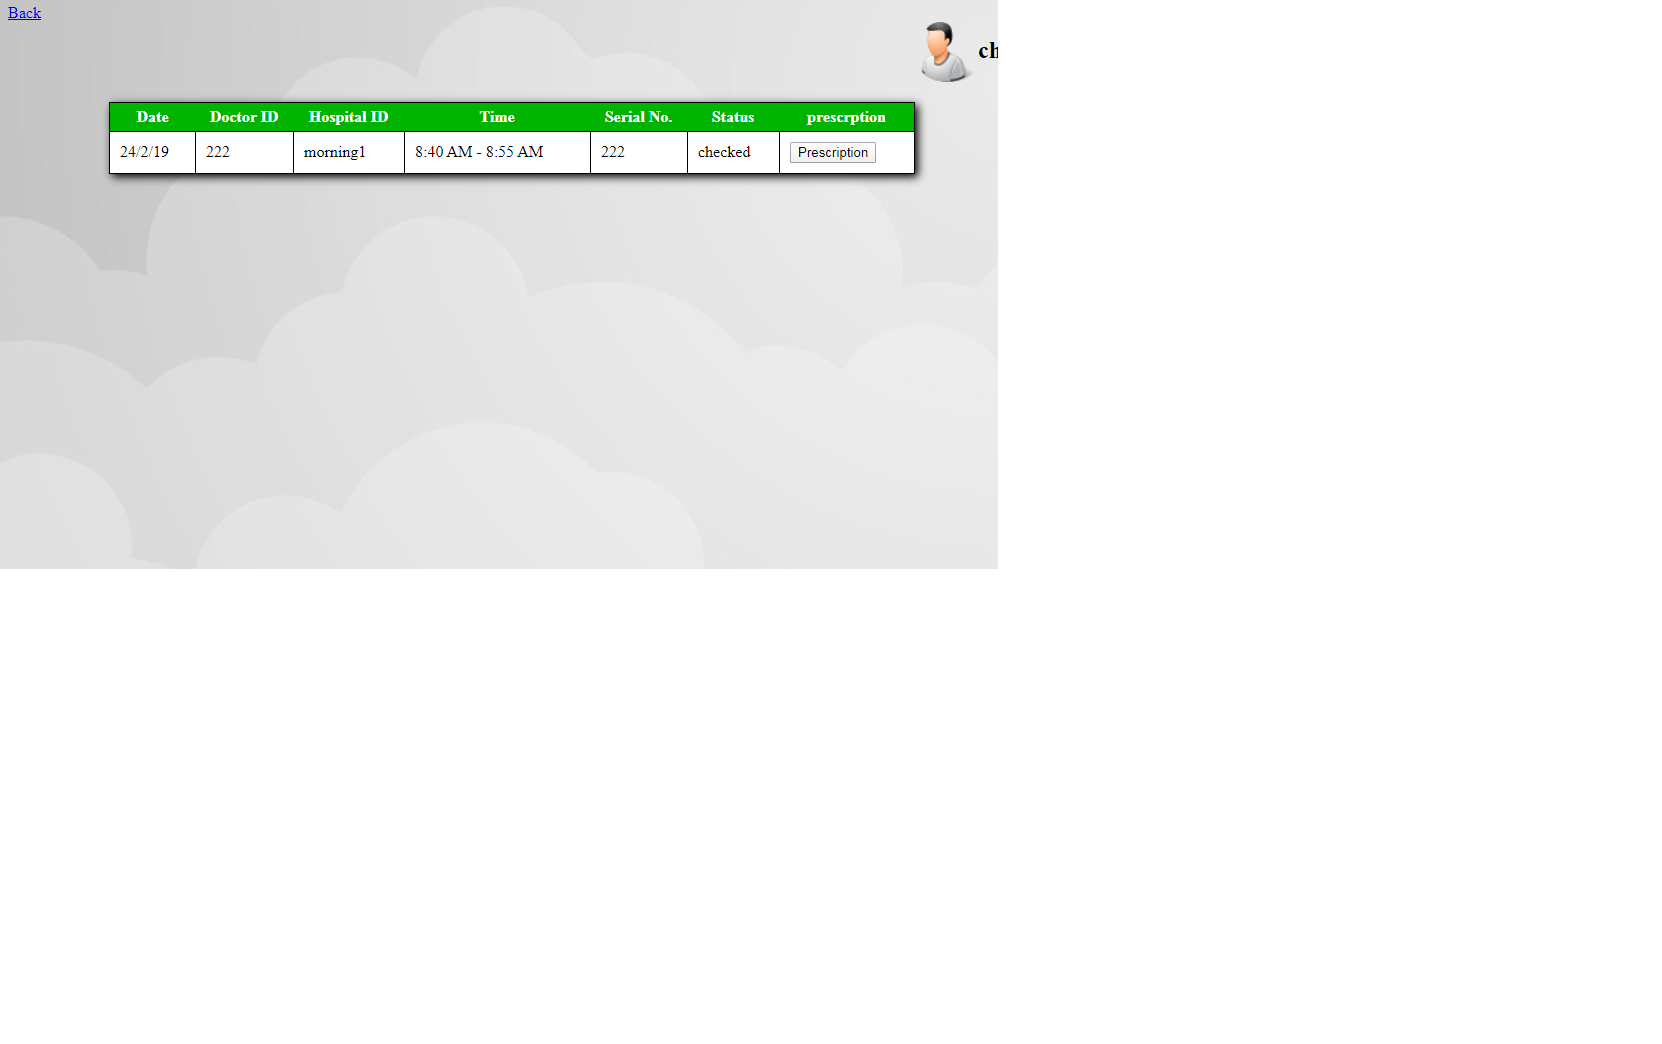 Back
ch
Date Doctor ID Hospital ID Time Serial No. Status prescrption
24/2/19 222 morning1 8:40 AM - 8:55 AM 222 checked Prescription